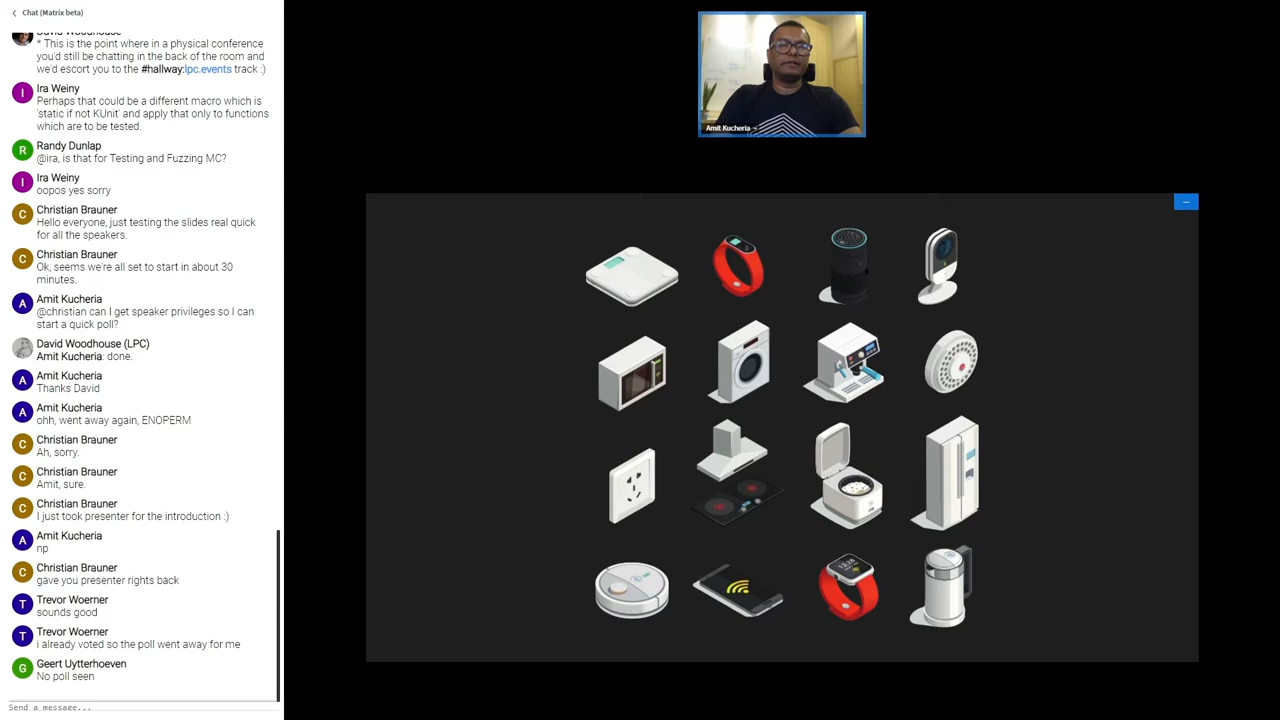 Chat (Matrix beta)
David Woodhouse
* This is the point where in a physical conference
you'd still be chatting in the back of the room and
we'd escort you to the #hallway:lpc.events track :)
Ira Weiny
Perhaps that could be a different macro which is
'static if not KUnit' and apply that only to functions
which are to be tested.
Randy Dunlap
@ira, is that for Testing and Fuzzing MC?
Ira Weiny
oopos yes sorry
Christian Brauner
Hello everyone, just testing the slides real quick
for all the speakers.
Christian Brauner
Ok, seems we're all set to start in about 30
minutes.
Amit Kucheria
@christian can I get speaker privileges so I can
start a quick poll?
David Woodhouse (LPC)
Amit Kucheria: done.
Amit Kucheria
Thanks David
Amit Kucheria
ohh, went away again, ENOPERM
Christian Brauner
Ah, sorry.
Christian Brauner
Amit, sure.
Christian Brauner
I just took presenter for the introduction :)
Amit Kucheria
np
Christian Brauner
gave you presenter rights back
Trevor Woerner
sounds good
Trevor Woerner
i already voted so the poll went away for me
Geert Uytterhoeven
No poll seen
Send a message...
Amit Kucheria
12:28